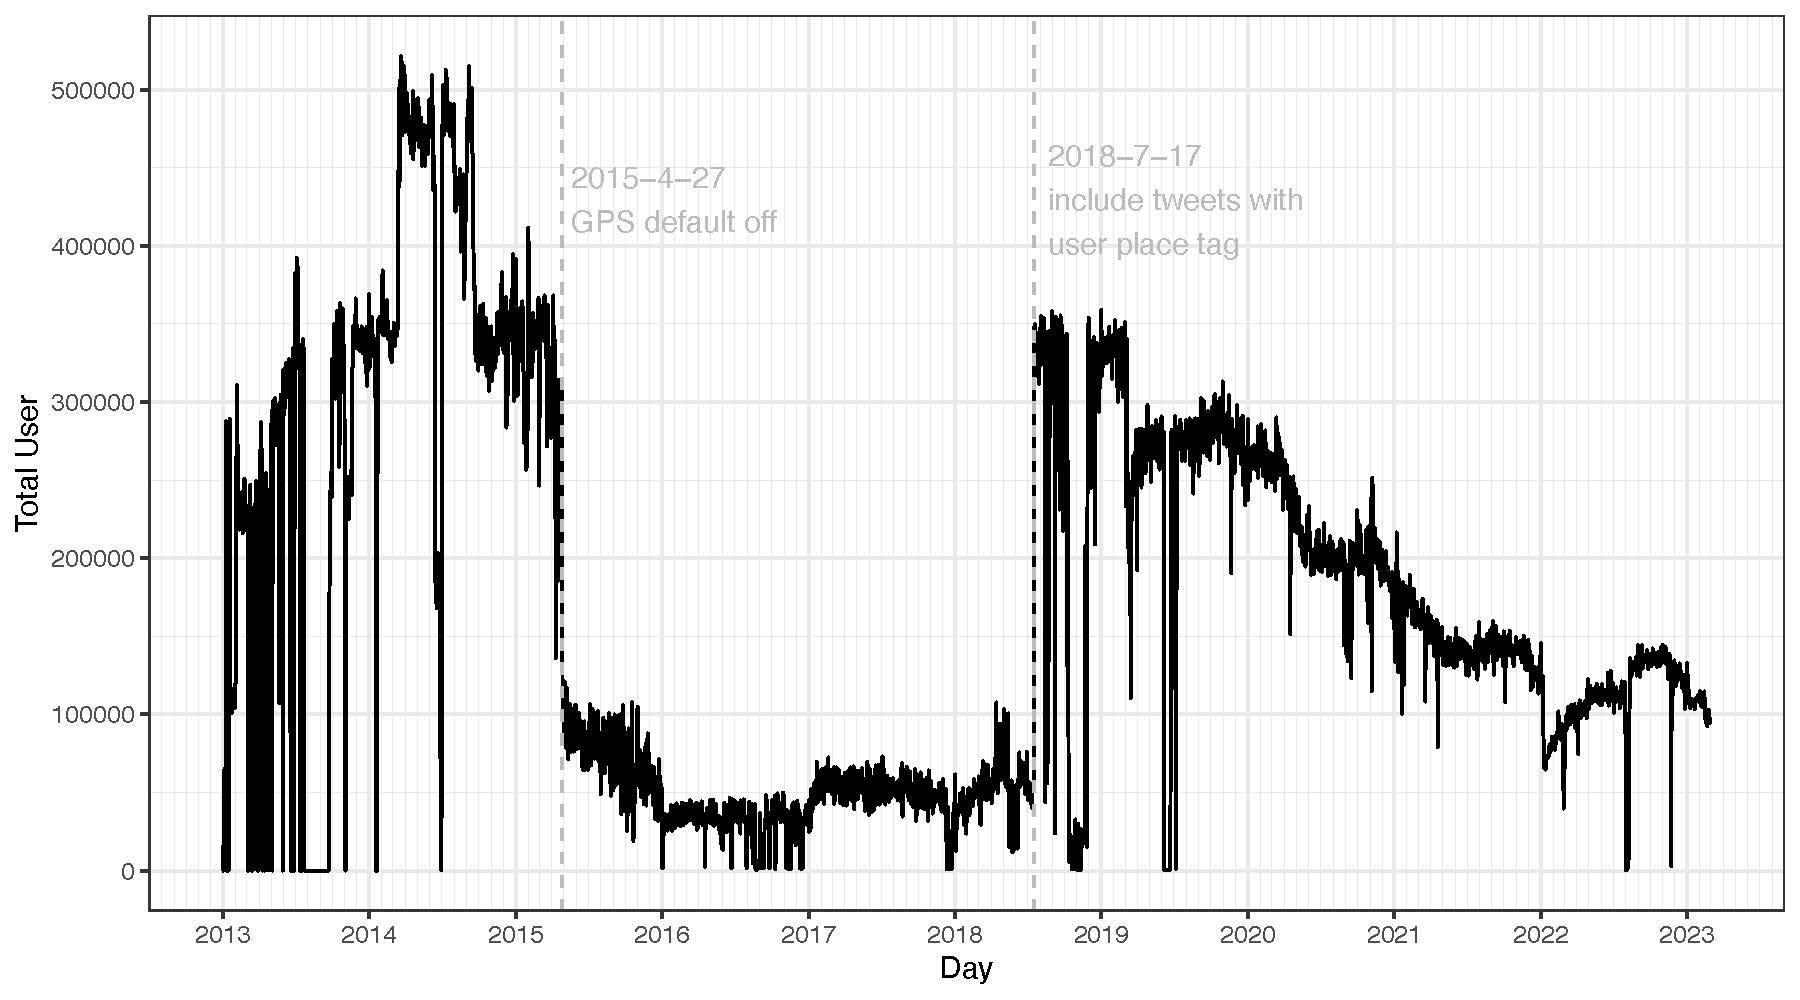 500000
400000
300000
200000
100000
0
Total User
2015–4–27
GPS default off
2018–7–17
include tweets with
user place tag
2013 2014 2015 2016 2017 2018 2019 2020 2021 2022 2023
Day